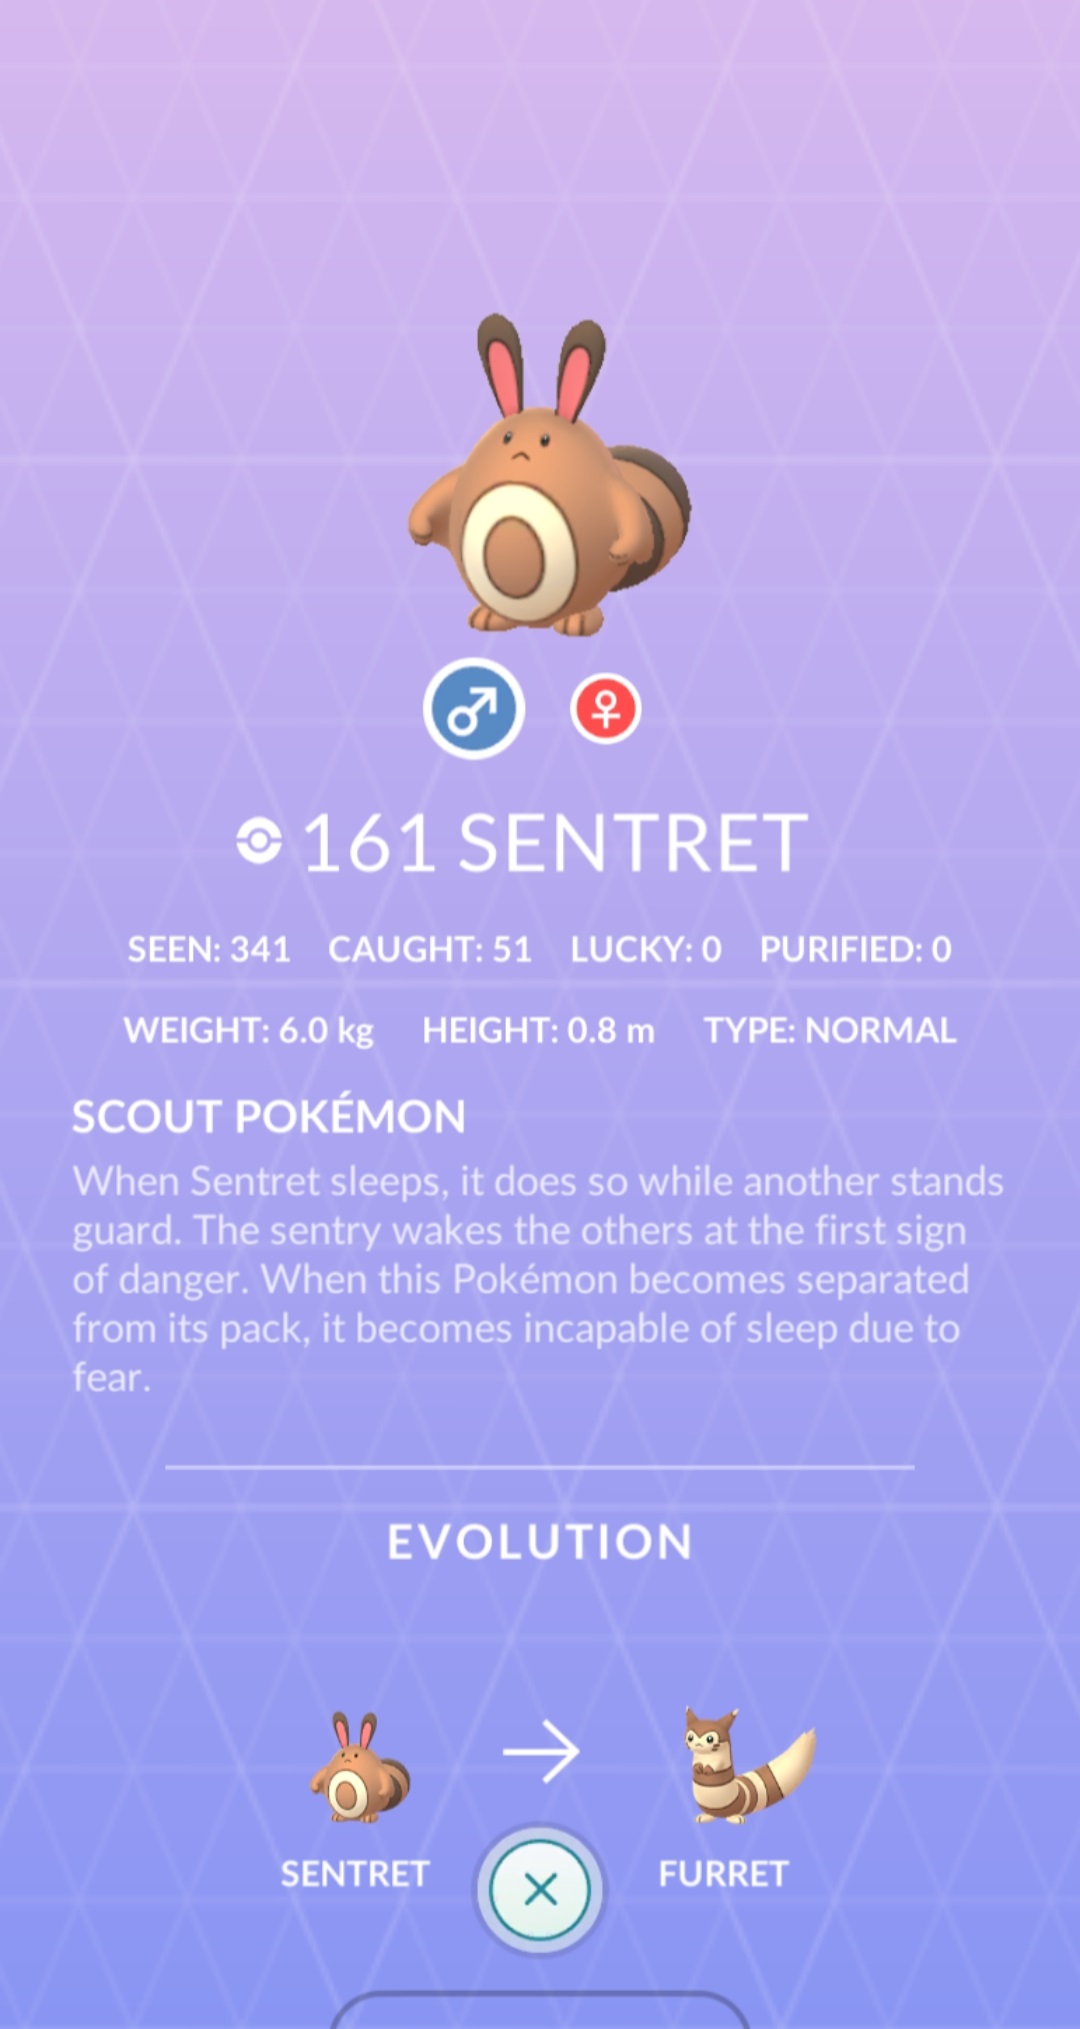 161 SENTRET
SEEN: 341 CAUGHT: 51 LUCKY: 0 PURIFIED: 0
WEIGHT: 6.0 kg HEIGHT: 0.8 m TYPE: NORMAL
SCOUT POKÉMON
When Sentret sleeps, it does so while another stands
guard. The sentry wakes the others at the first sign
of danger. When this Pokémon becomes separated
from its pack, it becomes incapable of sleep due to
fear.
EVOLUTION
SENTRET
FURRET